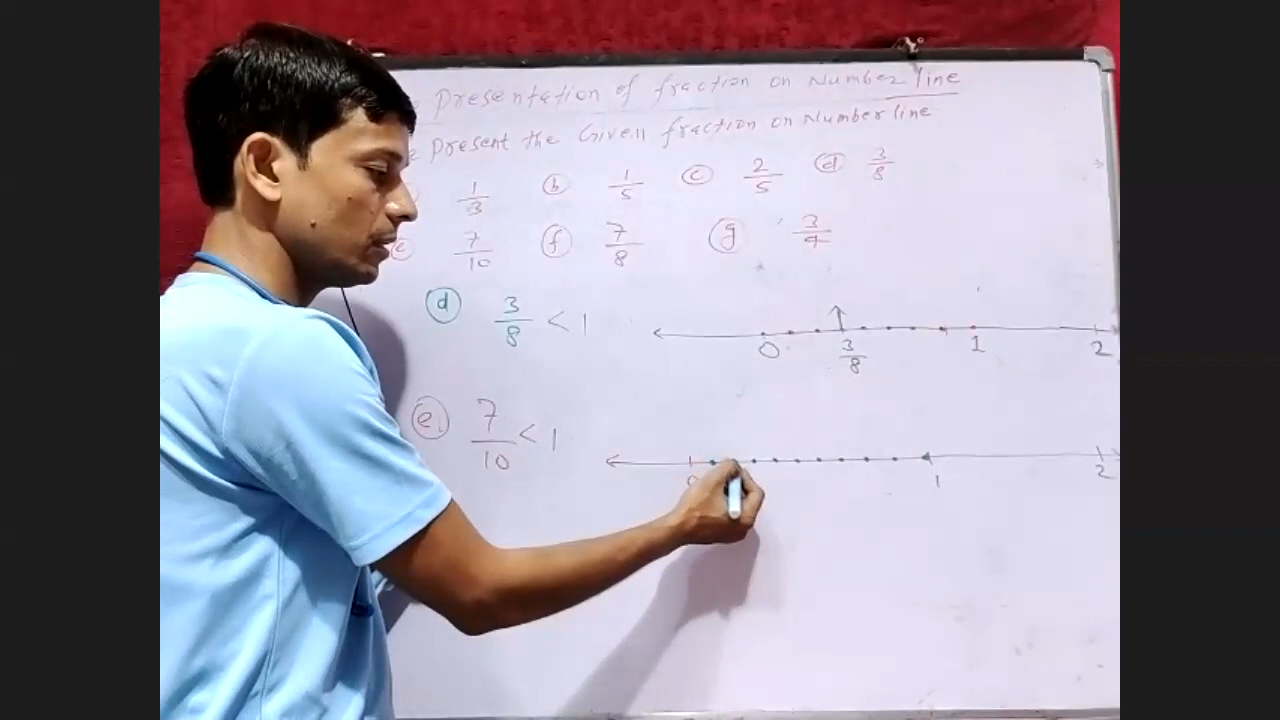 Presentation of fraction on Number line
present the Given fraction on Number line.
1/3 (b) 1/5 (c) 2/5 (d) 3/8
(e) 7/10 (f) 7/8 (g) 3/4
(d) 3/8 < 1
0 3/8 1 2
(e) 7/10 < 1
0 1 2